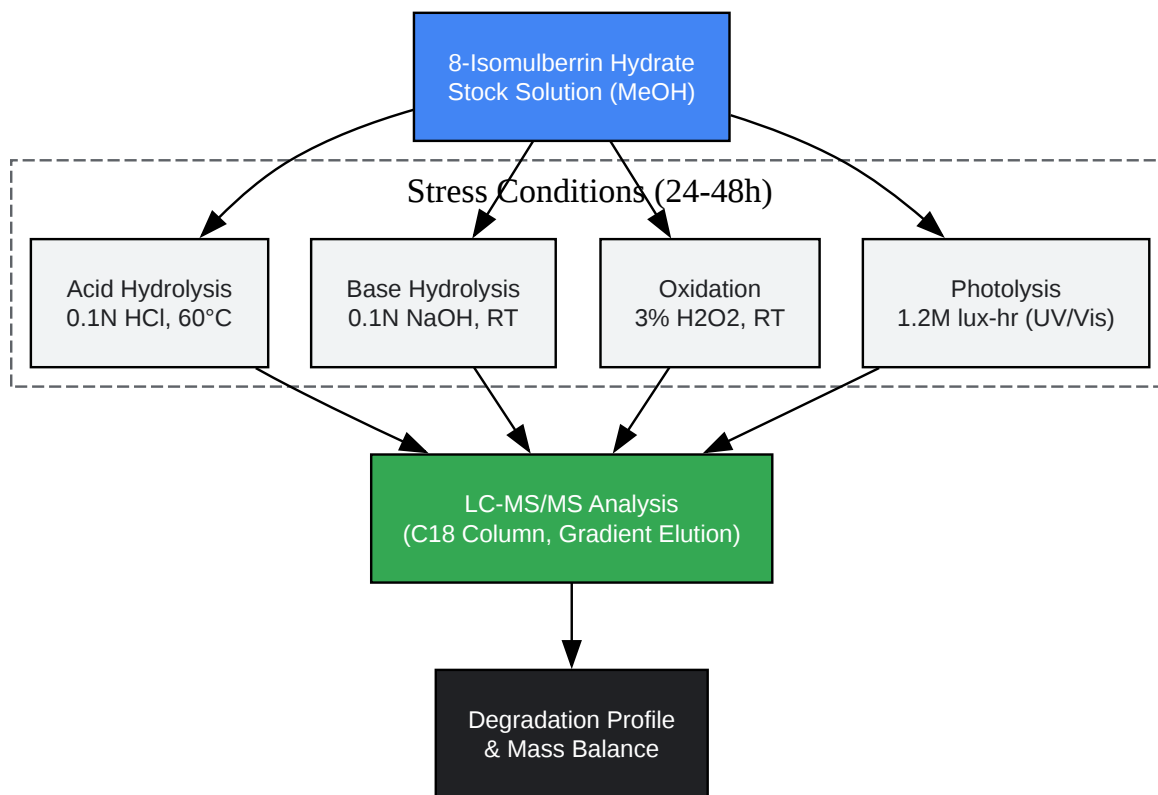 8-Isomulberrin Hydrate
Stock Solution (MeOH)
Stress Conditions (24-48h)
Acid Hydrolysis
0.1N HCl, 60°C
Base Hydrolysis
0.1N NaOH, RT
Oxidation
3% H2O2, RT
Photolysis
1.2M lux-hr (UV/Vis)
LC-MS/MS Analysis
(C18 Column, Gradient Elution)
Degradation Profile
& Mass Balance